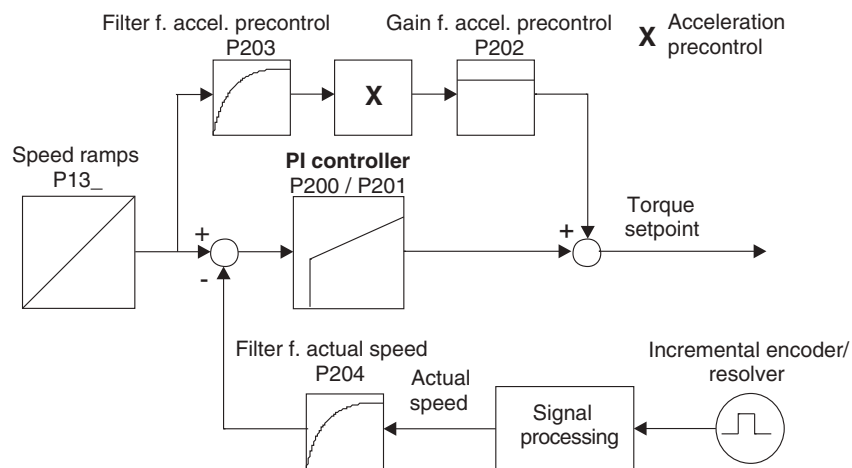 Filter f. accel. precontrol
P203
Gain f. accel. precontrol
P202
X Acceleration
precontrol
X
Speed ramps
P13_
PI controller
P200 / P201
+
-
+
Torque
setpoint
Filter f. actual speed
P204
Actual
speed
Signal
processing
Incremental encoder/
resolver